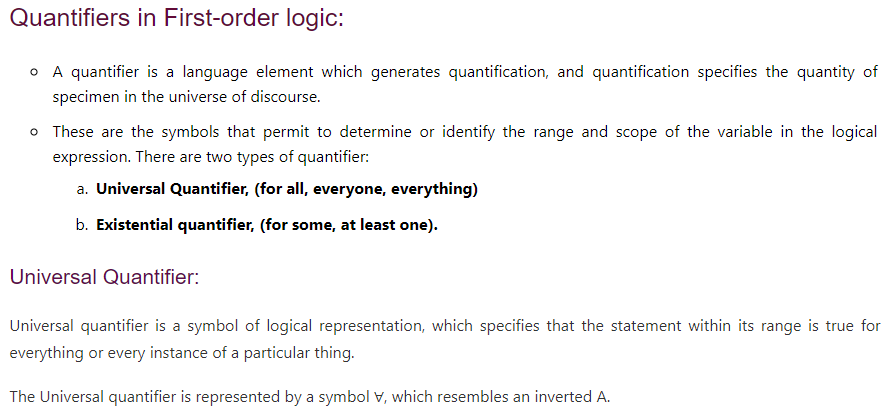 Quantifiers in First-order logic:
○ A quantifier is a language element which generates quantification, and quantification specifies the quantity of
specimen in the universe of discourse.
○ These are the symbols that permit to determine or identify the range and scope of the variable in the logical
expression. There are two types of quantifier:
a. Universal Quantifier, (for all, everyone, everything)
b. Existential quantifier, (for some, at least one).
Universal Quantifier:
Universal quantifier is a symbol of logical representation, which specifies that the statement within its range is true for
everything or every instance of a particular thing.
The Universal quantifier is represented by a symbol ∀, which resembles an inverted A.